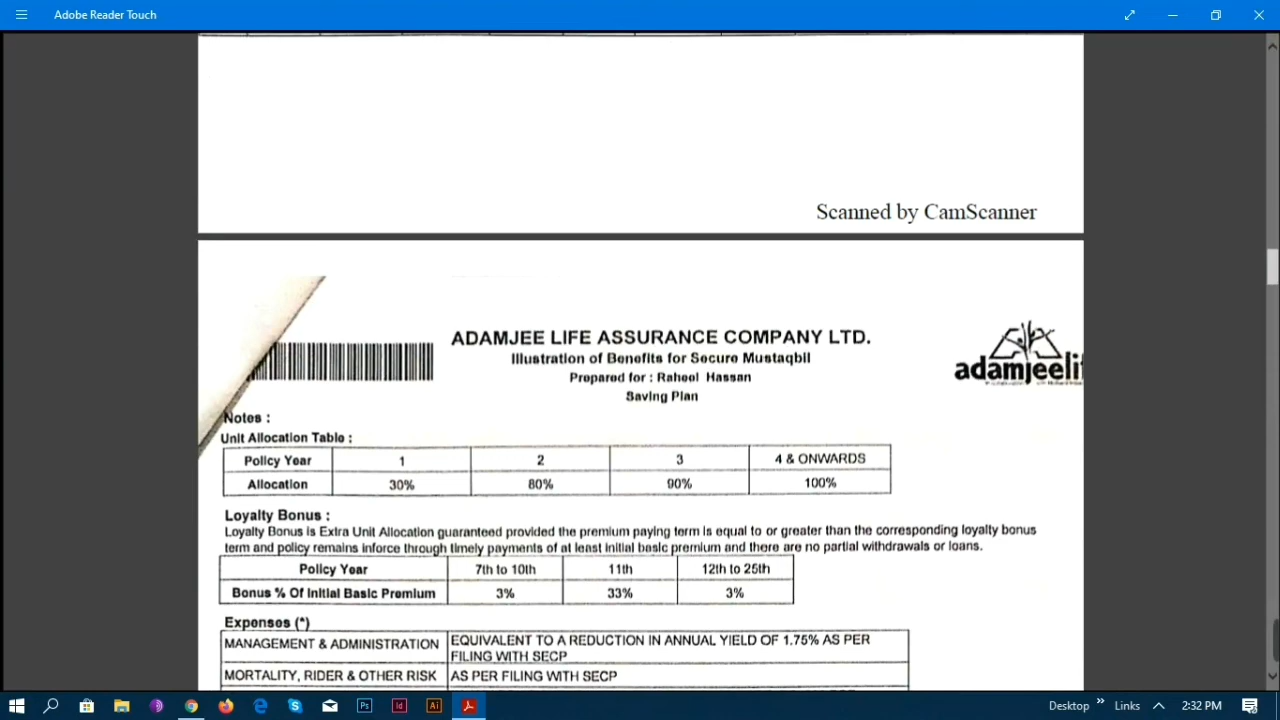 Adobe Reader Touch
Scanned by CamScanner
ADAMJEE LIFE ASSURANCE COMPANY LTD.
Illustration of Benefits for Secure Mustaqbil
Prepared for : Raheel Hassan
Saving Plan
adamjeelif
Notes :
Unit Allocation Table :
Policy Year 1 2 3 4 & ONWARDS
Allocation 30% 80% 90% 100%
Loyalty Bonus :
Loyalty Bonus is Extra Unit Allocation guaranteed provided the premium paying term is equal to or greater than the corresponding loyalty bonus
term and policy remains inforce through timely payments of at least initial basic premium and there are no partial withdrawals or loans.
Policy Year 7th to 10th 11th 12th to 25th
Bonus % Of Initial Basic Premium 3% 33% 3%
Expenses (*)
MANAGEMENT & ADMINISTRATION EQUIVALENT TO A REDUCTION IN ANNUAL YIELD OF 1.75% AS PER
FILING WITH SECP
MORTALITY, RIDER & OTHER RISK AS PER FILING WITH SECP
Desktop Links 2:32 PM